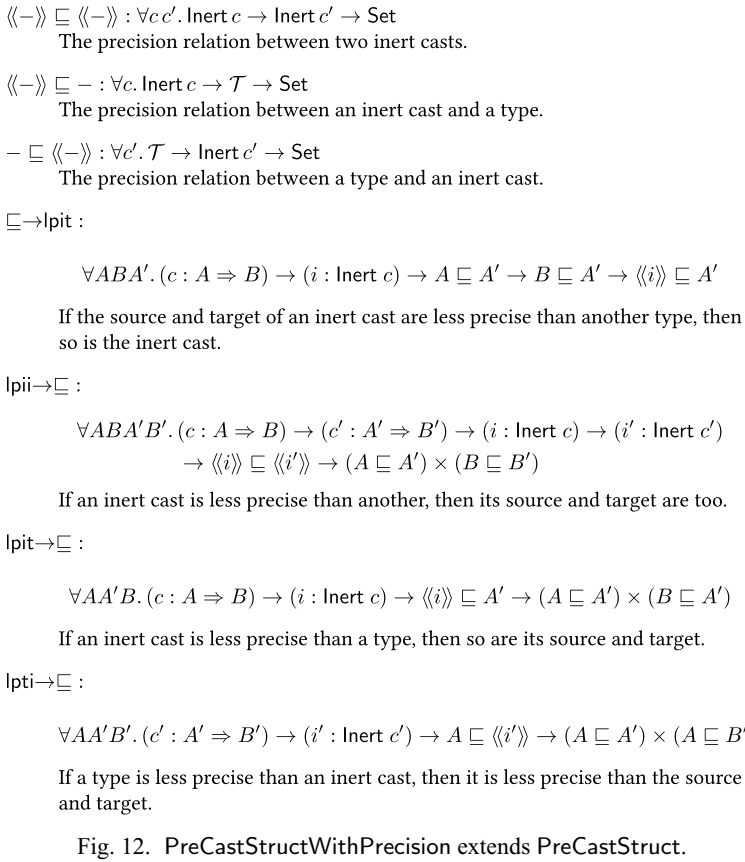 ⟪−⟫ ⊑ ⟪−⟫ : ∀c c′. Inert c → Inert c′ → Set
The precision relation between two inert casts.
⟪−⟫ ⊑ − : ∀c. Inert c → 𝒯 → Set
The precision relation between an inert cast and a type.
− ⊑ ⟪−⟫ : ∀c′. 𝒯 → Inert c′ → Set
The precision relation between a type and an inert cast.
⊑→lpit :
∀ABA′. (c : A ⇒ B) → (i : Inert c) → A ⊑ A′ → B ⊑ A′ → ⟪i⟫ ⊑ A′
If the source and target of an inert cast are less precise than another type, then
so is the inert cast.
lpii→⊑ :
∀ABA′B′. (c : A ⇒ B) → (c′ : A′ ⇒ B′) → (i : Inert c) → (i′ : Inert c′)
→ ⟪i⟫ ⊑ ⟪i′⟫ → (A ⊑ A′) × (B ⊑ B′)
If an inert cast is less precise than another, then its source and target are too.
lpit→⊑ :
∀AA′B. (c : A ⇒ B) → (i : Inert c) → ⟪i⟫ ⊑ A′ → (A ⊑ A′) × (B ⊑ A′)
If an inert cast is less precise than a type, then so are its source and target.
lpti→⊑ :
∀AA′B′. (c′ : A′ ⇒ B′) → (i′ : Inert c′) → A ⊑ ⟪i′⟫ → (A ⊑ A′) × (A ⊑ B′
If a type is less precise than an inert cast, then it is less precise than the source
and target.
Fig. 12. PreCastStructWithPrecision extends PreCastStruct.